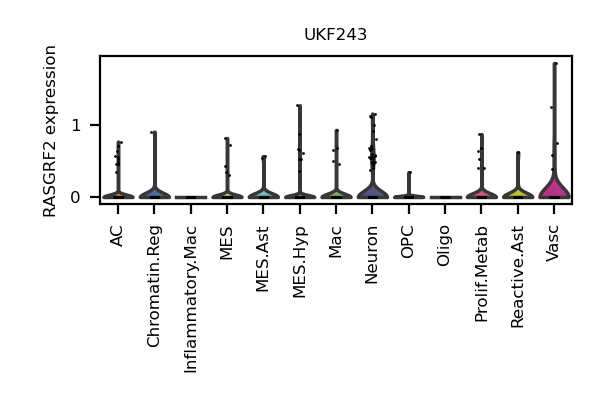 UKF243
RASGRF2 expression
1
0
AC
Chromatin.Reg
Inflammatory.Mac
MES
MES.Ast
MES.Hyp
Mac
Neuron
OPC
Oligo
Prolif.Metab
Reactive.Ast
Vasc